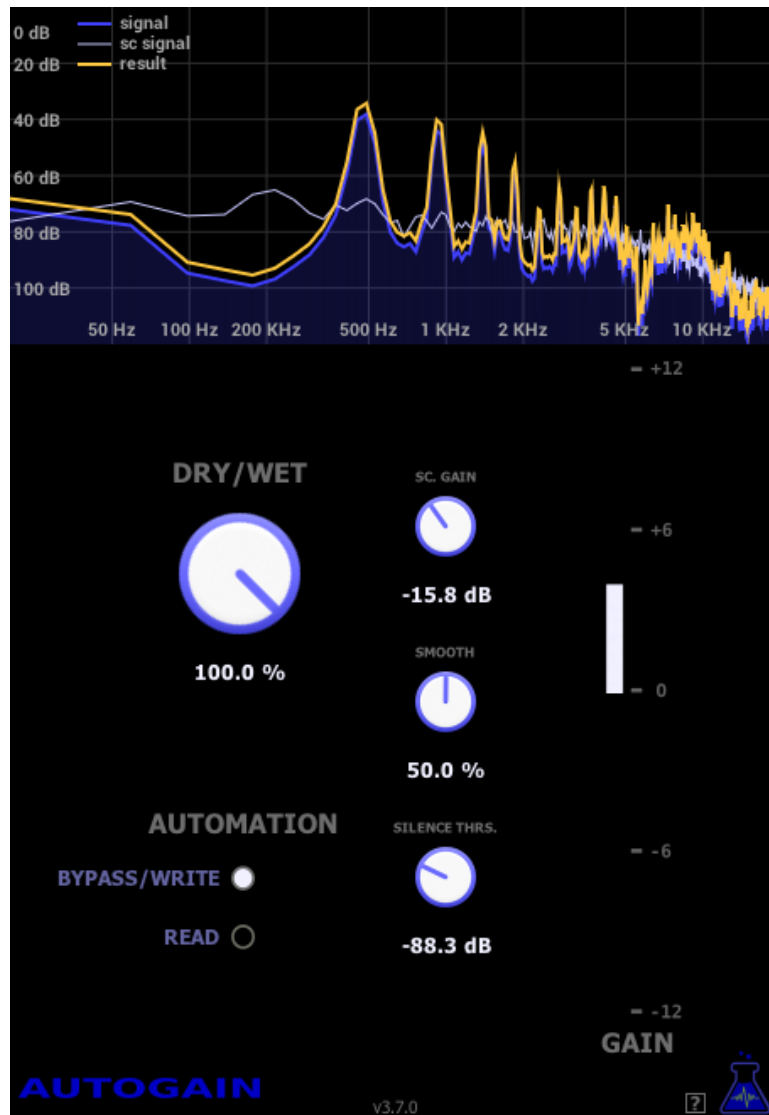 signal
0 dB
sc signal
20 dB
result
40 dB
60 dB
80 dB
100 dB
50 Hz 100 Hz 200 KHz 500 Hz 1 KHz 2 KHz 5 KHz 10 KHz
+12
DRY/WET
SC. GAIN
+6
-15.8 dB
SMOOTH
100.0 %
0
50.0 %
AUTOMATION
SILENCE THRS.
-6
BYPASS/WRITE
READ
-88.3 dB
-12
GAIN
AUTOGAIN
v3.7.0
?